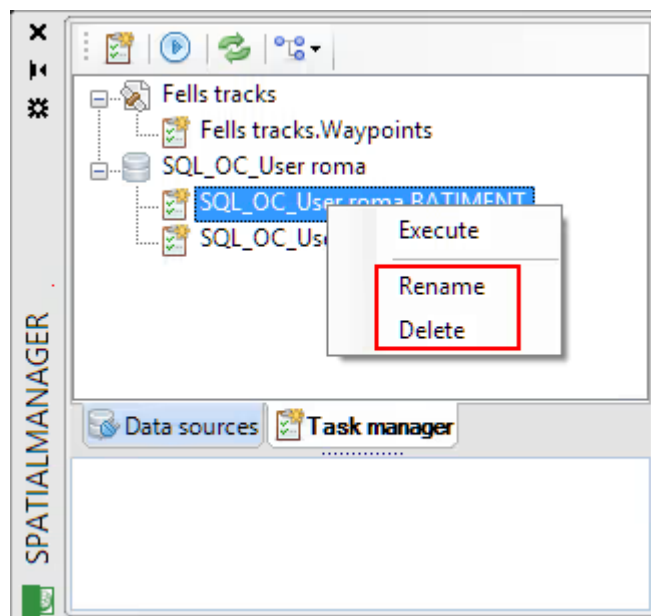 Fells tracks
Fells tracks.Waypoints
SQL_OC_User roma
SQL_OC_User roma.BATIMENT
SQL_OC_Us
Execute
Rename
Delete
Data sources
Task manager
SPATIALMANAGER